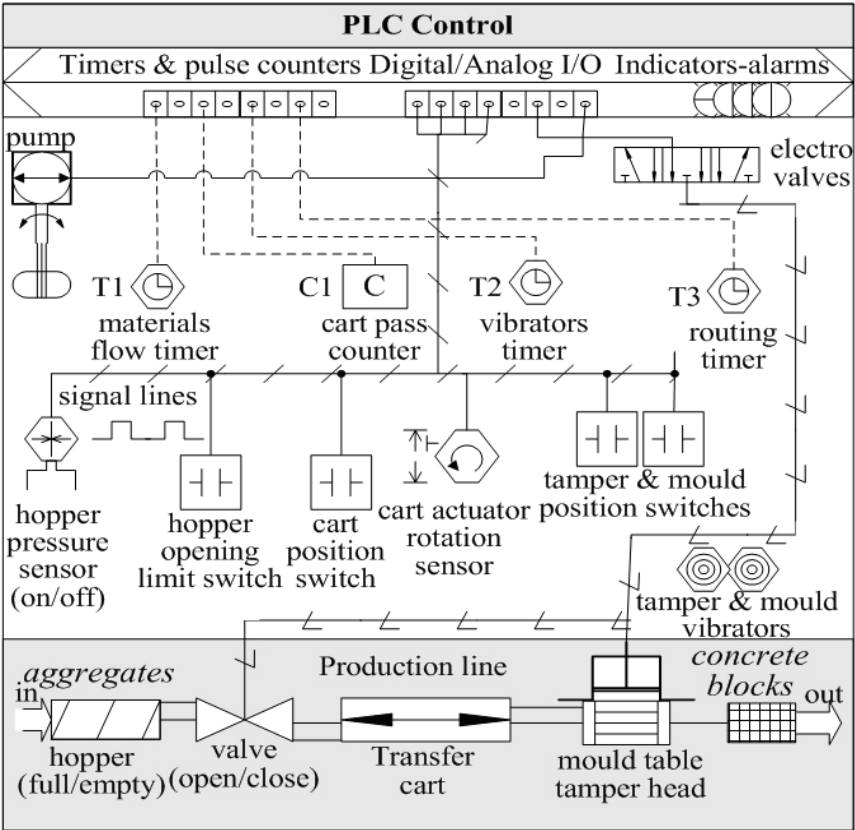 PLC Control
Timers & pulse counters Digital/Analog I/O Indicators-alarms
pump
electro
valves
T1
materials
flow timer
C1
C
cart pass
counter
T2
vibrators
timer
T3
routing
timer
signal lines
hopper
pressure
sensor
(on/off)
hopper
opening
limit switch
cart
position
switch
cart actuator
rotation
sensor
tamper & mould
position switches
tamper & mould
vibrators
Production line
aggregates
in
hopper
(full/empty)
valve
(open/close)
Transfer
cart
mould table
tamper head
concrete
blocks
out